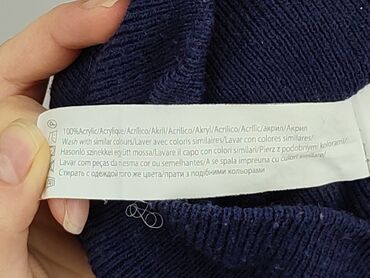 100%Acrylic/Acrylique/Acrílico/Akril/Acrilico/Akryl/Acrílico/Acrilic/акрил/Акрил
Wash with similar colours/Laver avec coloris similaires/Lavar con colores similares/
Hasonló színekkel együtt mossa/Lavare il capo con colori similari/Pierz z podobnymi kolorami/
Lavar com peças da mesma cor ou semelhantes/A se spala impreuna cu culori similare/
Стирать с одеждой того же цвета/прати з подібними кольорами